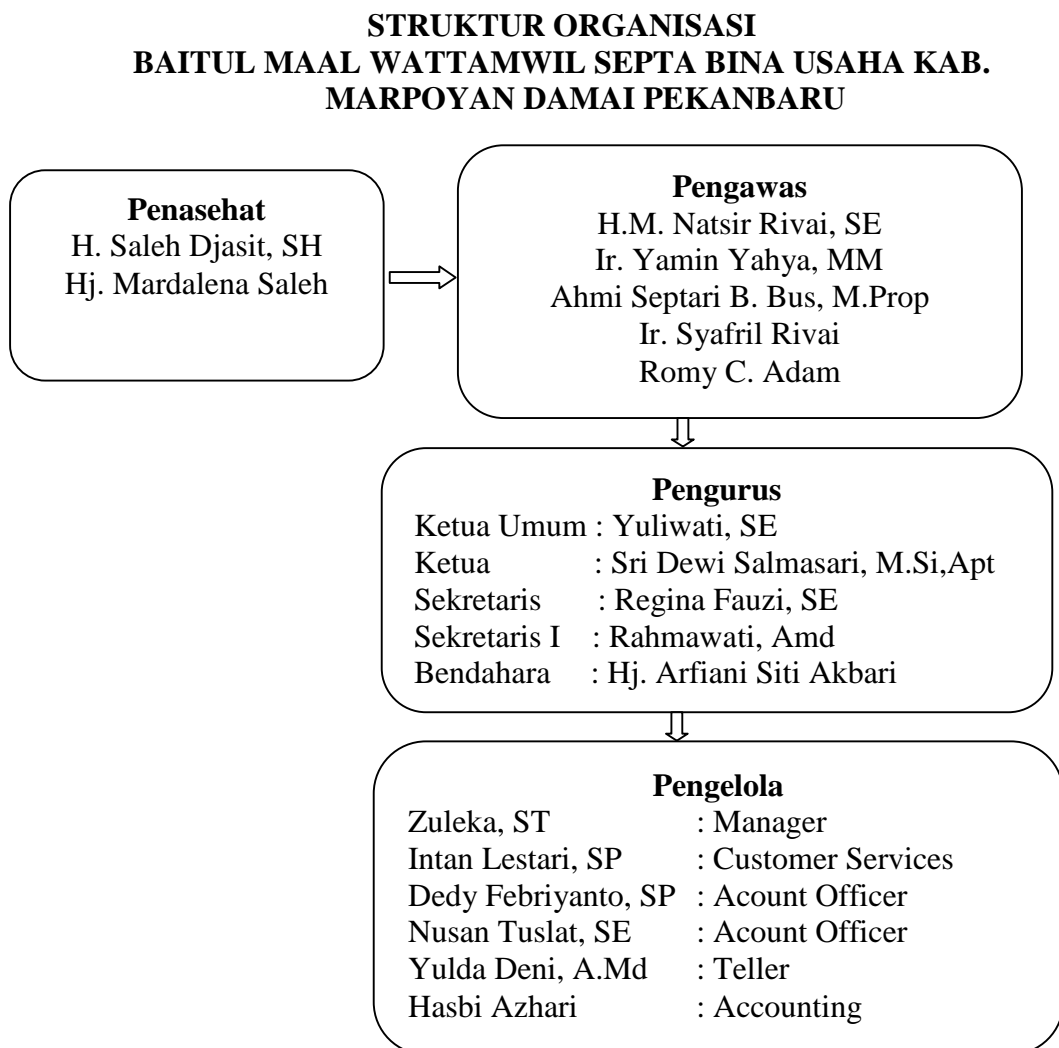 STRUKTUR ORGANISASI
BAITUL MAAL WATTAMWIL SEPTA BINA USAHA KAB.
MARPOYAN DAMAI PEKANBARU
Penasehat
H. Saleh Djasit, SH
Hj. Mardalena Saleh
Pengawas
H.M. Natsir Rivai, SE
Ir. Yamin Yahya, MM
Ahmi Septari B. Bus, M.Prop
Ir. Syafril Rivai
Romy C. Adam
Pengurus
Ketua Umum : Yuliwati, SE
Ketua : Sri Dewi Salmasari, M.Si,Apt
Sekretaris : Regina Fauzi, SE
Sekretaris I : Rahmawati, Amd
Bendahara : Hj. Arfiani Siti Akbari
Pengelola
Zuleka, ST : Manager
Intan Lestari, SP : Customer Services
Dedy Febriyanto, SP : Acount Officer
Nusan Tuslat, SE : Acount Officer
Yulda Deni, A.Md : Teller
Hasbi Azhari : Accounting